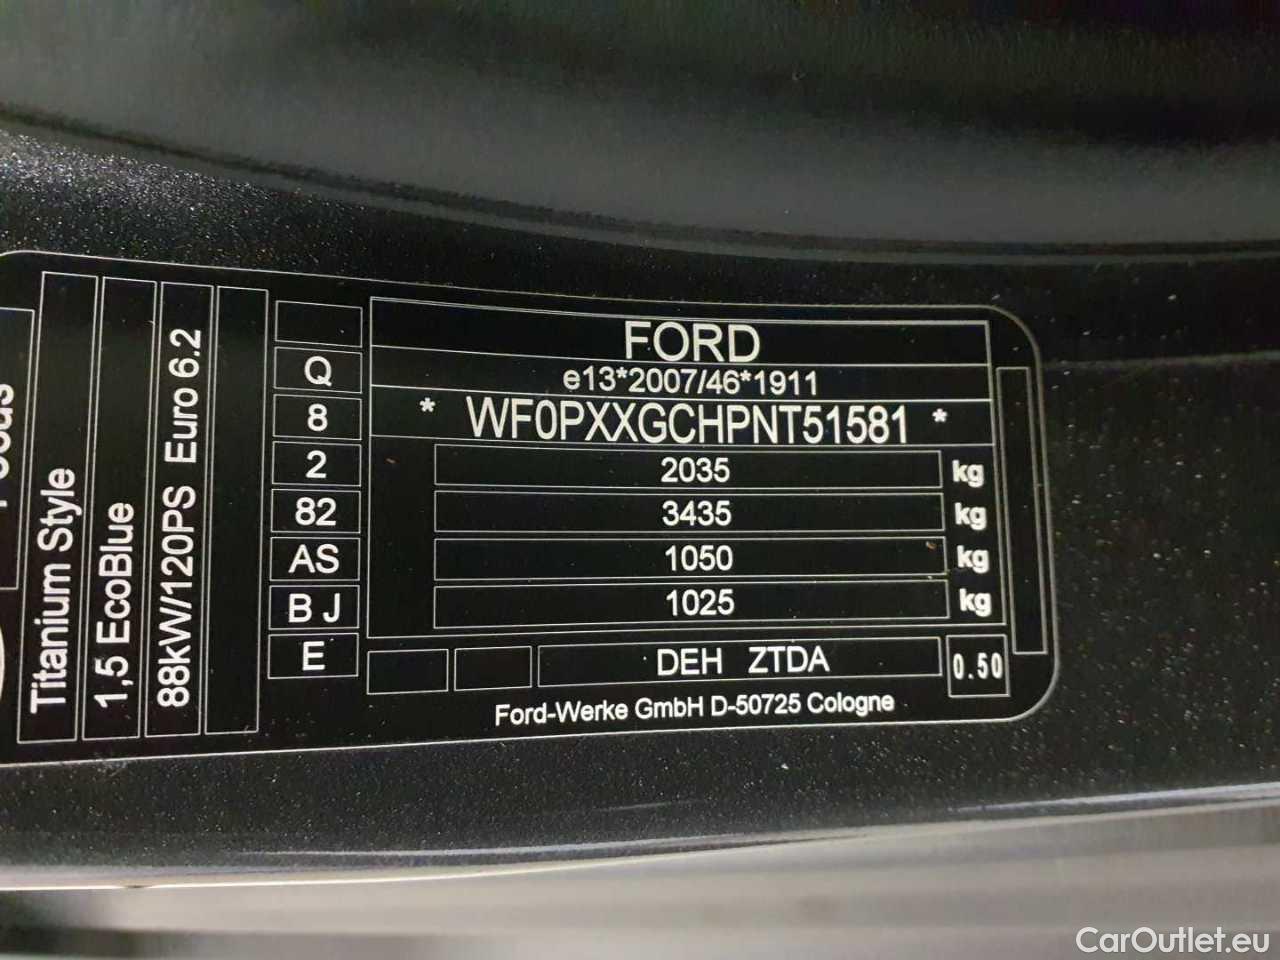 FORD
e13*2007/46*1911
* WF0PXXGCHPNT51581 *
2035 kg
3435 kg
1050 kg
1025 kg
DEH ZTDA
0.50
Ford-Werke GmbH D-50725 Cologne
Q
8
2
82
AS
B J
E
88kW/120PS Euro 6.2
1,5 EcoBlue
Titanium Style
CarOutlet.eu